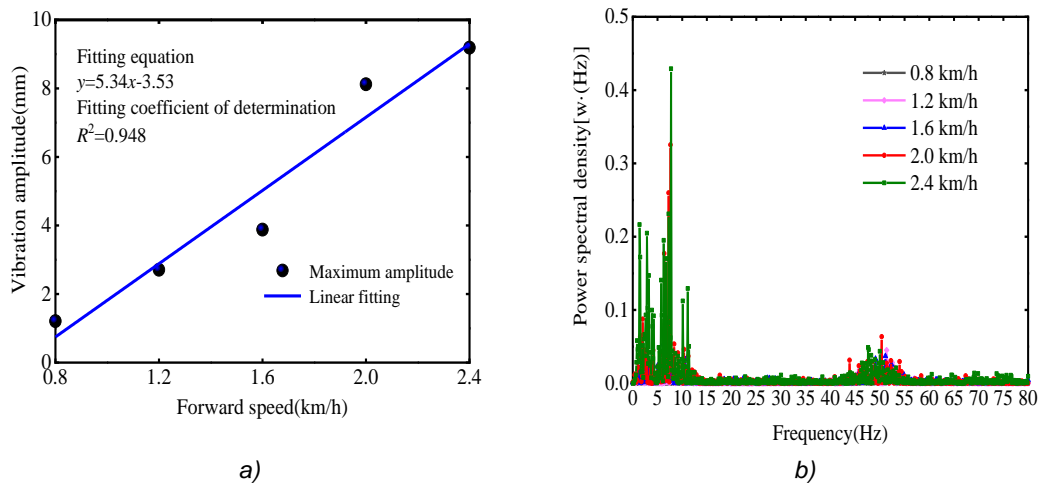 10
8
6
4
2
0
Vibration amplitude(mm)
Fitting equation
y=5.34x-3.53
Fitting coefficient of determination
R²=0.948
Maximum amplitude
Linear fitting
0.8 1.2 1.6 2.0 2.4
Forward speed(km/h)
a)
0.5
0.4
0.3
0.2
0.1
0.0
Power spectral density[w·(Hz)]
0.8 km/h
1.2 km/h
1.6 km/h
2.0 km/h
2.4 km/h
0 5 10 15 20 25 30 35 40 45 50 55 60 65 70 75 80
Frequency(Hz)
b)